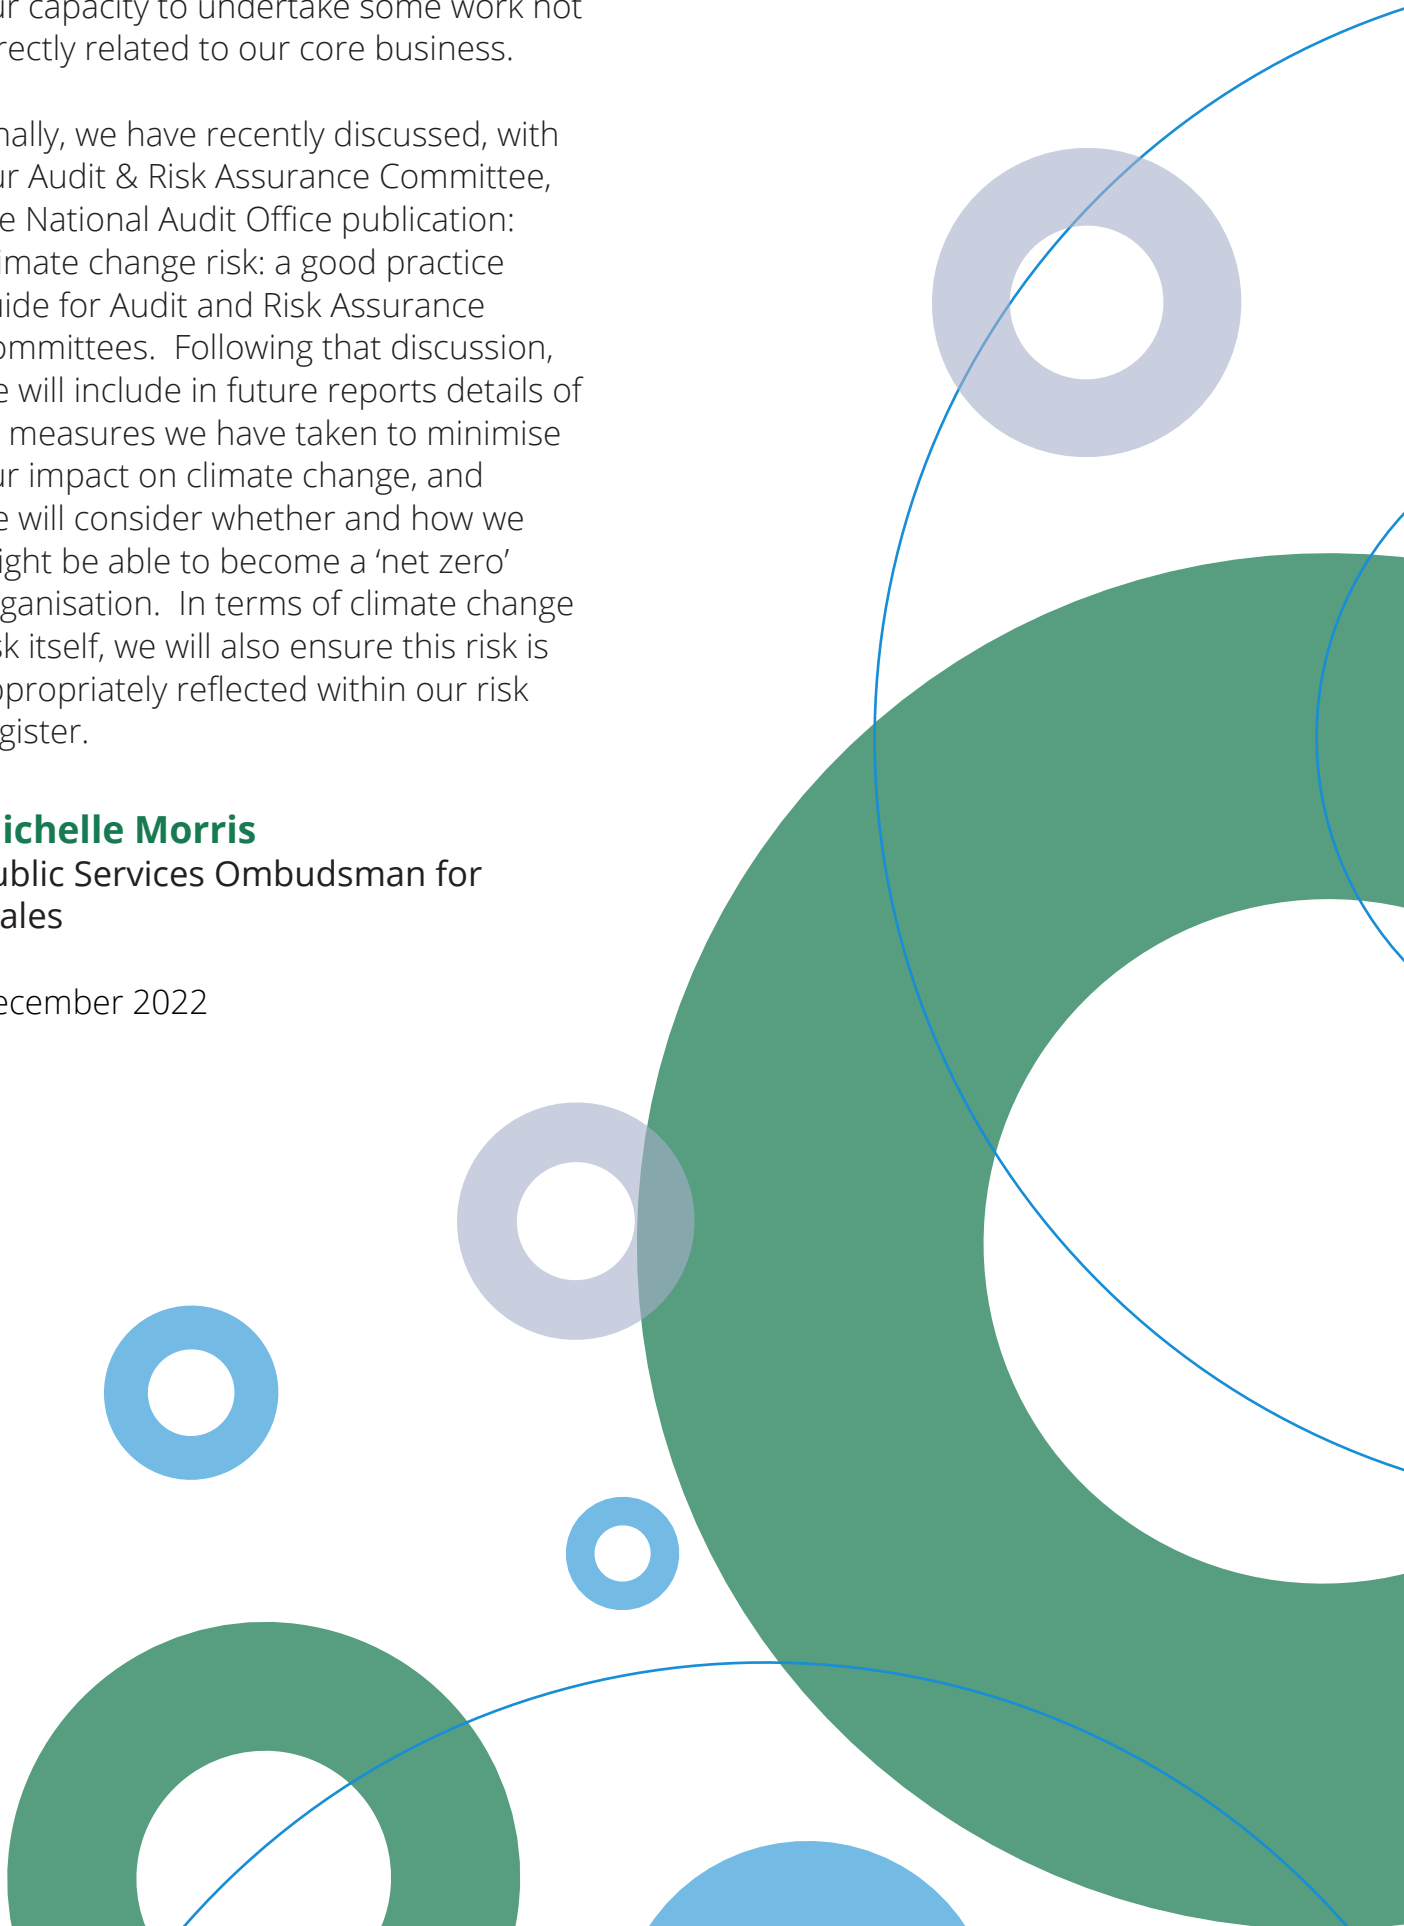 ur capacity to undertake some work not
rectly related to our core business.
nally, we have recently discussed, with
ur Audit & Risk Assurance Committee,
e National Audit Office publication:
imate change risk: a good practice
uide for Audit and Risk Assurance
ommittees.  Following that discussion,
e will include in future reports details of
measures we have taken to minimise
ur impact on climate change, and
e will consider whether and how we
ight be able to become a ‘net zero’
ganisation.  In terms of climate change
sk itself, we will also ensure this risk is
ppropriately reflected within our risk
gister.
ichelle Morris
ublic Services Ombudsman for
ales
ecember 2022